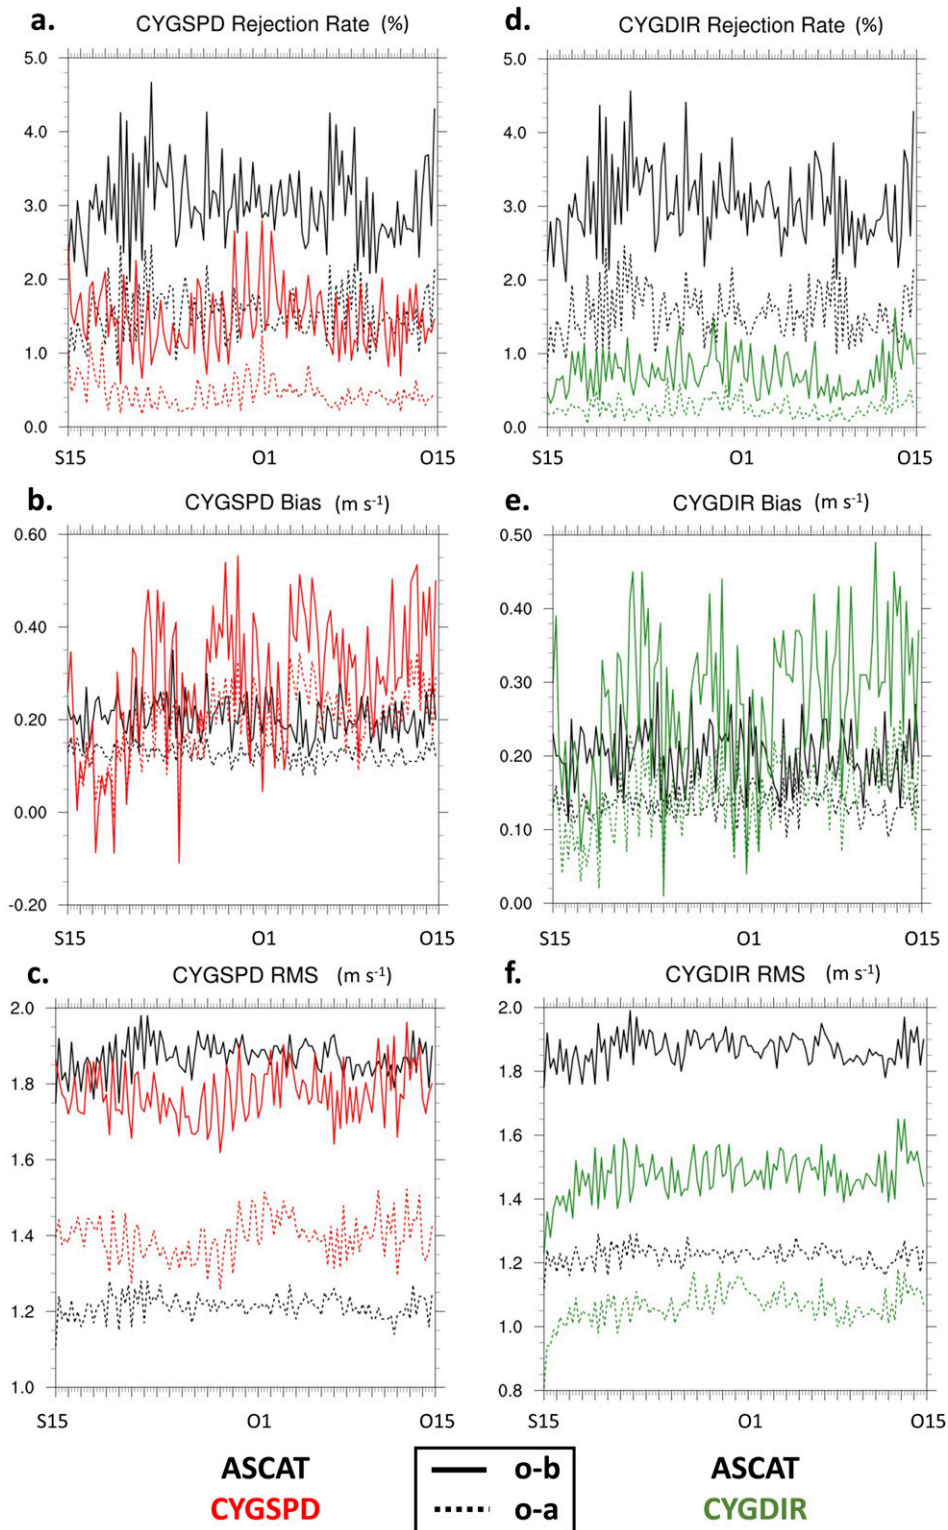 a. CYGSPD Rejection Rate (%)
5.0
4.0
3.0
2.0
1.0
0.0
S15 O1 O15
d. CYGDIR Rejection Rate (%)
5.0
4.0
3.0
2.0
1.0
0.0
S15 O1 O15
b. CYGSPD Bias (m s⁻¹)
0.60
0.40
0.20
0.00
-0.20
S15 O1 O15
e. CYGDIR Bias (m s⁻¹)
0.50
0.40
0.30
0.20
0.10
0.00
S15 O1 O15
c. CYGSPD RMS (m s⁻¹)
2.0
1.8
1.6
1.4
1.2
1.0
S15 O1 O15
f. CYGDIR RMS (m s⁻¹)
2.0
1.8
1.6
1.4
1.2
1.0
0.8
S15 O1 O15
ASCAT
CYGSPD
o-b
o-a
ASCAT
CYGDIR